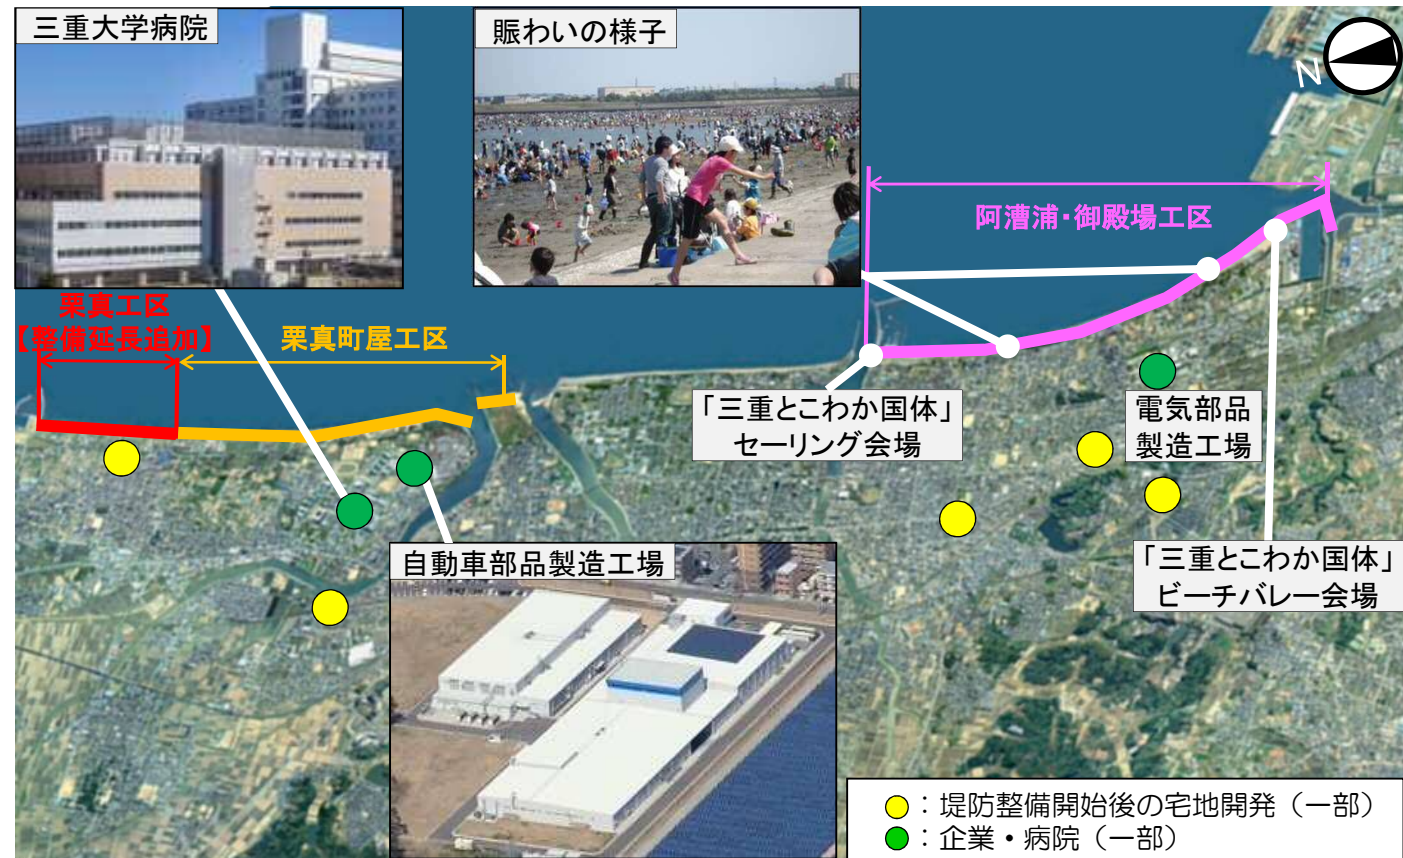 三重大学病院
賑わいの様子
N
阿漕浦・御殿場工区
栗真工区
【整備延長追加】
栗真町屋工区
「三重とこわか国体」
セーリング会場
電気部品
製造工場
自動車部品製造工場
「三重とこわか国体」
ビーチバレー会場
：堤防整備開始後の宅地開発（一部）
：企業・病院（一部）